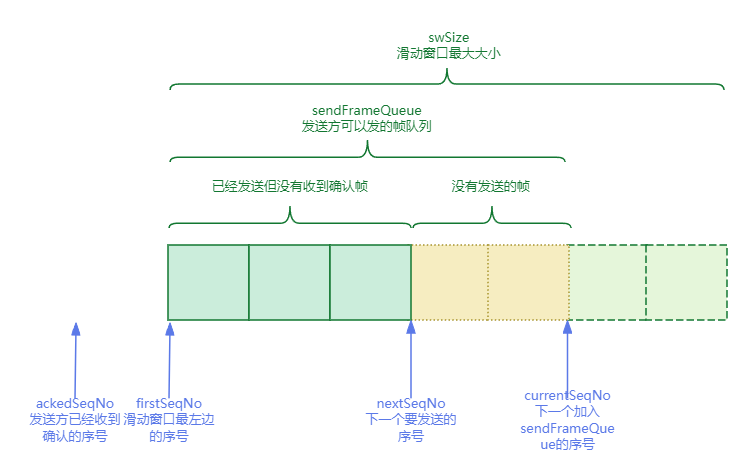 swSize
滑动窗口最大大小
sendFrameQueue
发送方可以发的帧队列
已经发送但没有收到确认帧
没有发送的帧
ackedSeqNo
发送方已经收到
确认的序号
firstSeqNo
滑动窗口最左边
的序号
nextSeqNo
下一个要发送的
序号
currentSeqNo
下一个加入
sendFrameQue
ue的序号